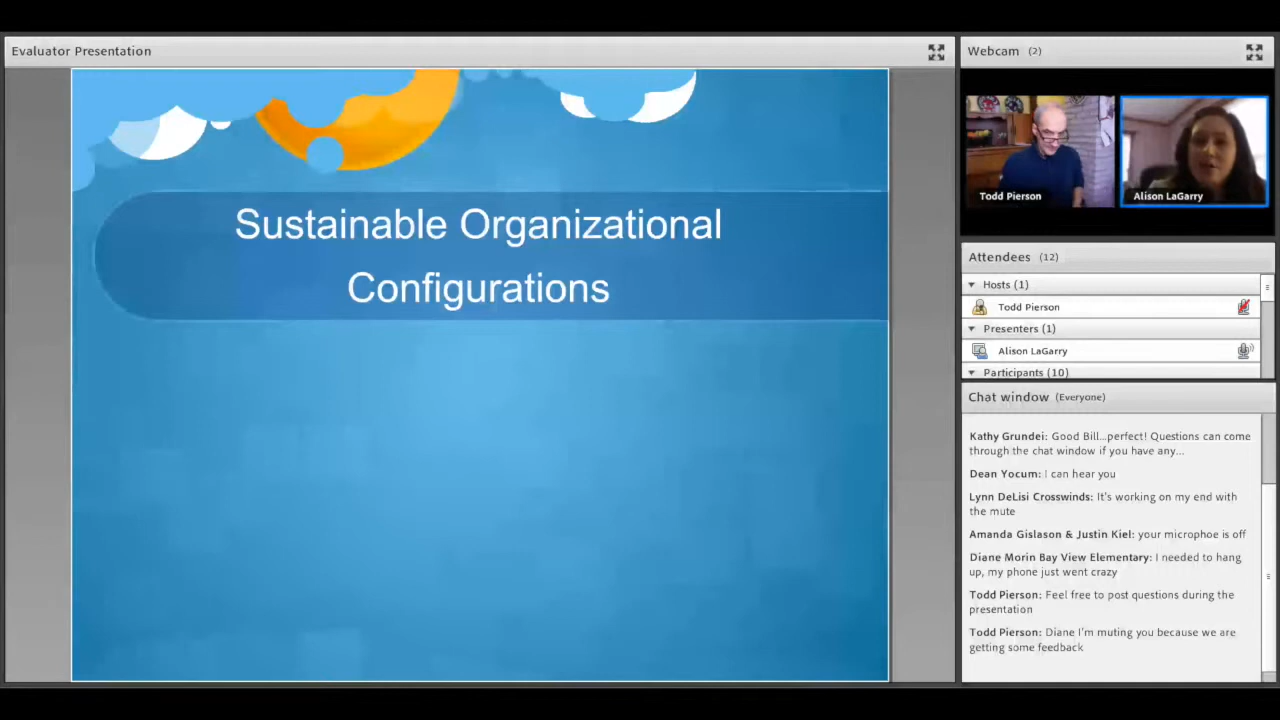 Evaluator Presentation
Sustainable Organizational
Configurations
Webcam (2)
Todd Pierson
Alison LaGarry
Attendees (12)
Hosts (1)
Todd Pierson
Presenters (1)
Alison LaGarry
Participants (10)
Chat window (Everyone)
Kathy Grundei: Good Bill...perfect! Questions can come
through the chat window if you have any...
Dean Yocum: I can hear you
Lynn DeLisi Crosswinds: It's working on my end with
the mute
Amanda Gislason & Justin Kiel: your microphoe is off
Diane Morin Bay View Elementary: I needed to hang
up, my phone just went crazy
Todd Pierson: Feel free to post questions during the
presentation
Todd Pierson: Diane I'm muting you because we are
getting some feedback